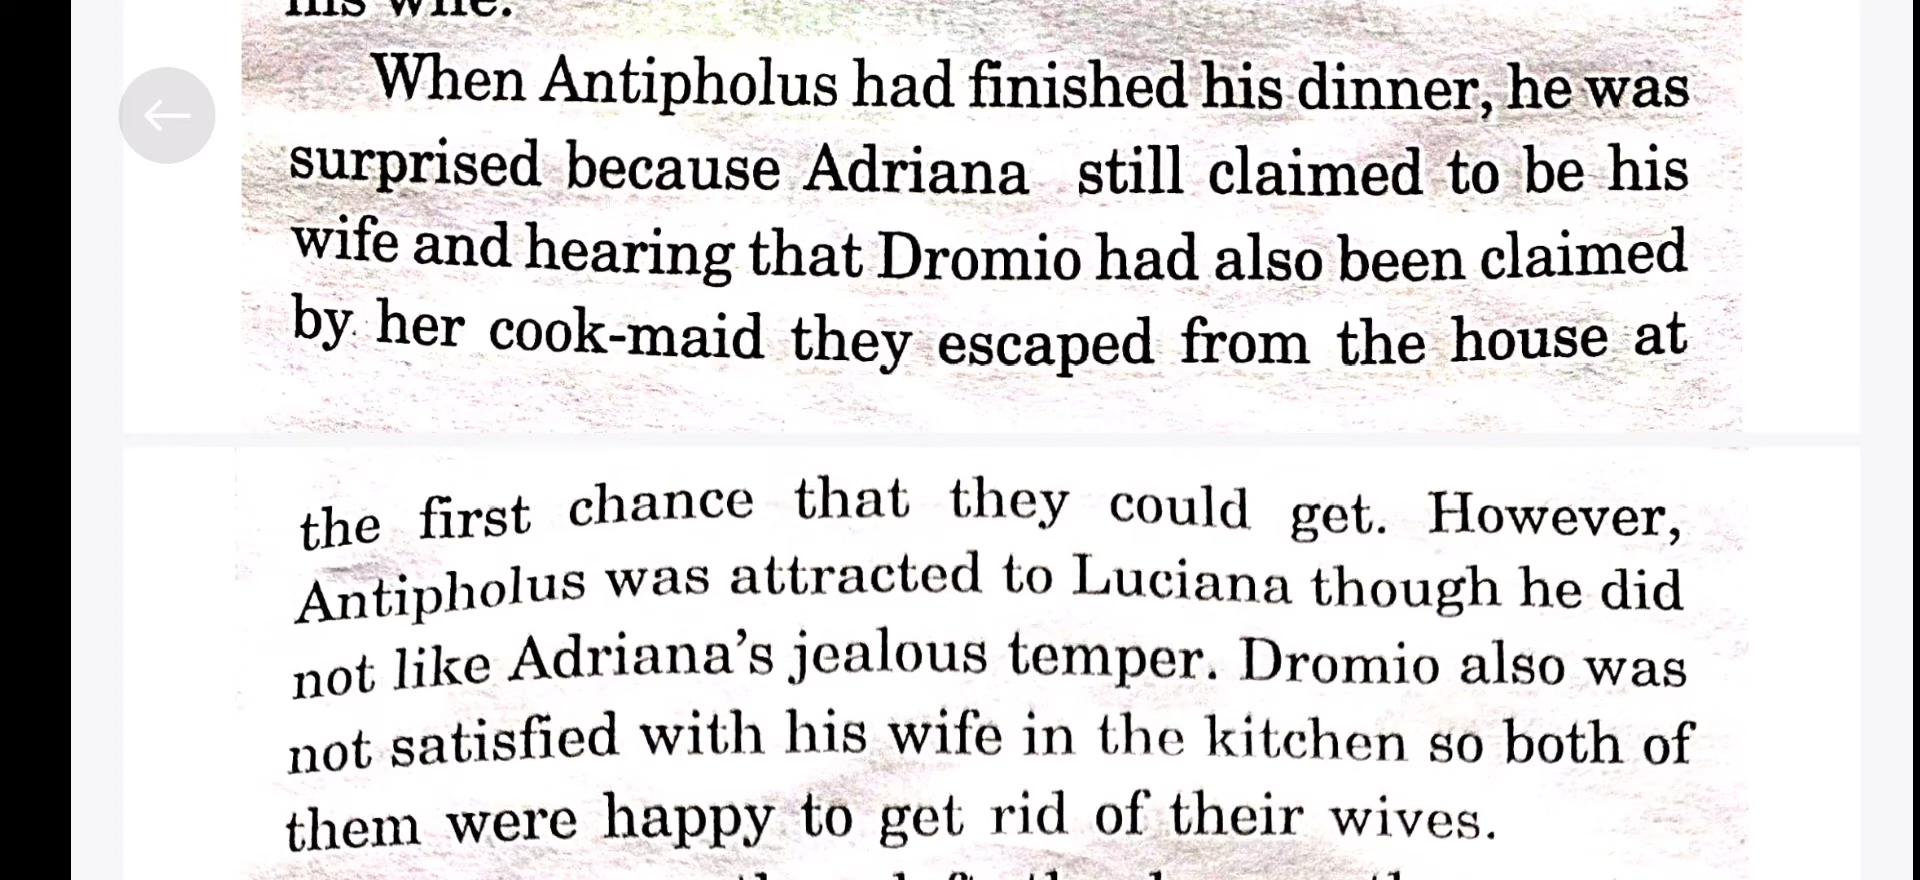 his wife.
When Antipholus had finished his dinner, he was
surprised because Adriana still claimed to be his
wife and hearing that Dromio had also been claimed
by her cook-maid they escaped from the house at
the first chance that they could get. However,
Antipholus was attracted to Luciana though he did
not like Adriana's jealous temper. Dromio also was
not satisfied with his wife in the kitchen so both of
them were happy to get rid of their wives.